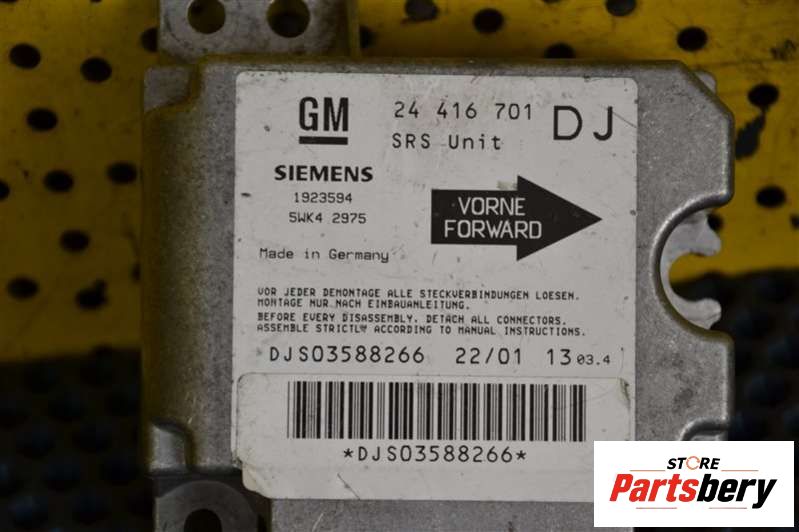 GM
24 416 701 DJ
SRS Unit
SIEMENS
1923594
5WK4 2975
VORNE
FORWARD
Made in Germany
VOR JEDER DEMONTAGE ALLE STECKVERBINDUNGEN LOESEN.
MONTAGE NUR NACH EINBAUANLEITUNG.
BEFORE EVERY DISASSEMBLY. DETACH ALL CONNECTORS.
ASSEMBLE STRICTLY ACCORDING TO MANUAL INSTRUCTIONS.
DJS03588266 22/01 13 03.4
*DJS03588266*
STORE
Partsbery